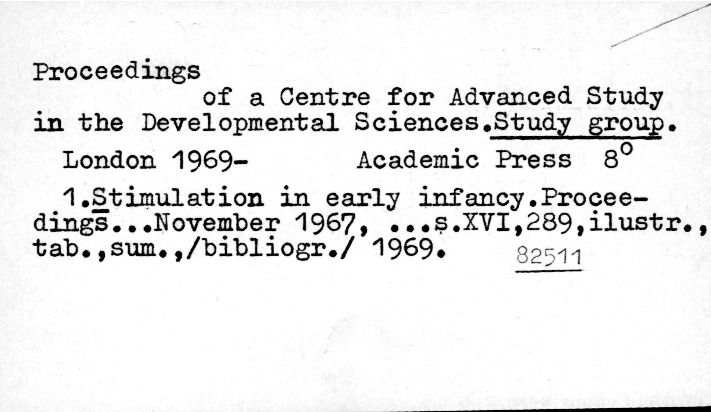 Proceedings
of a Centre for Advanced Study
in the Developmental Sciences.Study group.
London 1969- Academic Press 8°
1.Stimulation in early infancy.Procee-
dings...November 1967, ...s.XVI,289,ilustr.,
tab.,sum.,/bibliogr./ 1969.
82511